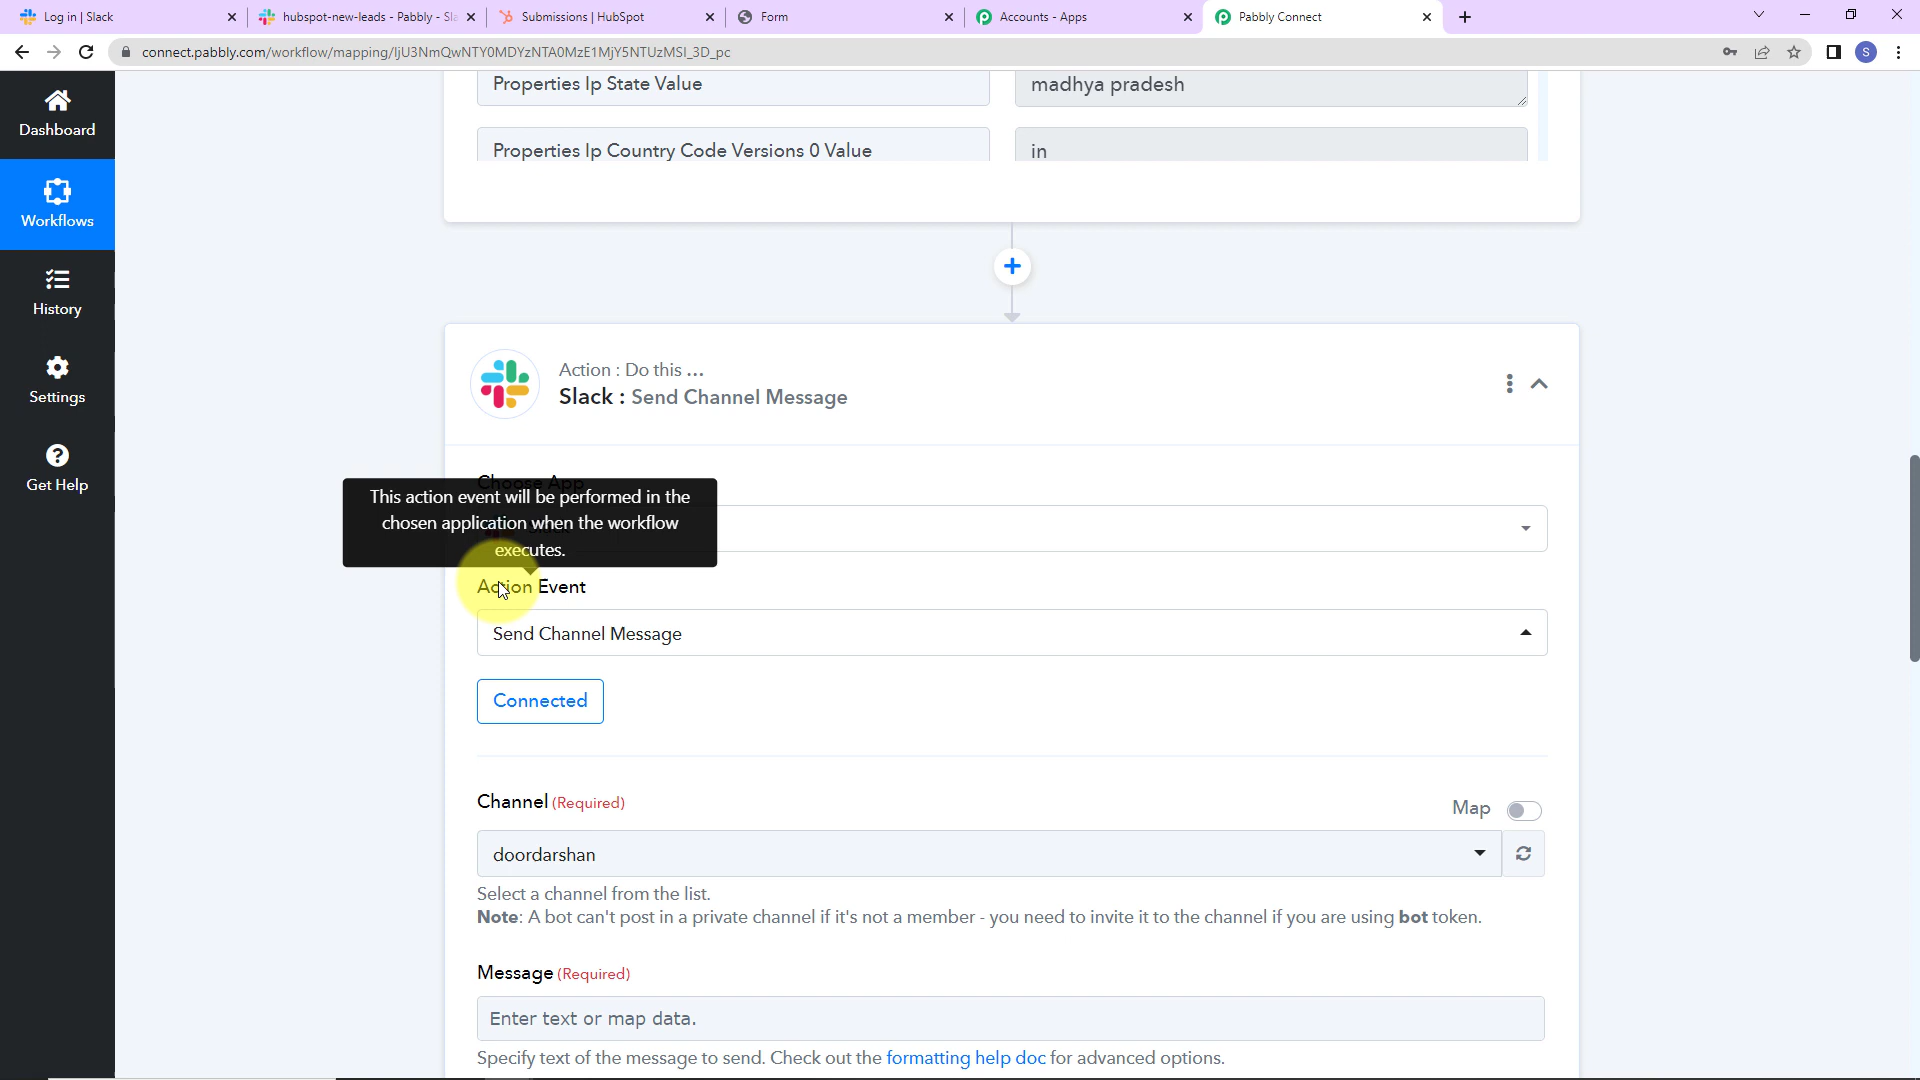 Log in | Slack
hubspot-new-leads - Pabbly - Sla
Submissions | HubSpot
Form
Accounts - Apps
Pabbly Connect
connect.pabbly.com/workflow/mapping/IjU3NmQwNTY0MDYzNTA0MzE1MjY5NTUzMSI_3D_pc
S
Dashboard
Workflows
History
Settings
Get Help
Properties Ip State Value
madhya pradesh
Properties Ip Country Code Versions 0 Value
in
Action : Do this ...
Slack : Send Channel Message
Choose App
This action event will be performed in the
chosen application when the workflow
executes.
Action Event
Send Channel Message
Connected
Channel (Required)
Map
doordarshan
Select a channel from the list.
Note: A bot can't post in a private channel if it's not a member - you need to invite it to the channel if you are using bot token.
Message (Required)
Enter text or map data.
Specify text of the message to send. Check out the formatting help doc for advanced options.